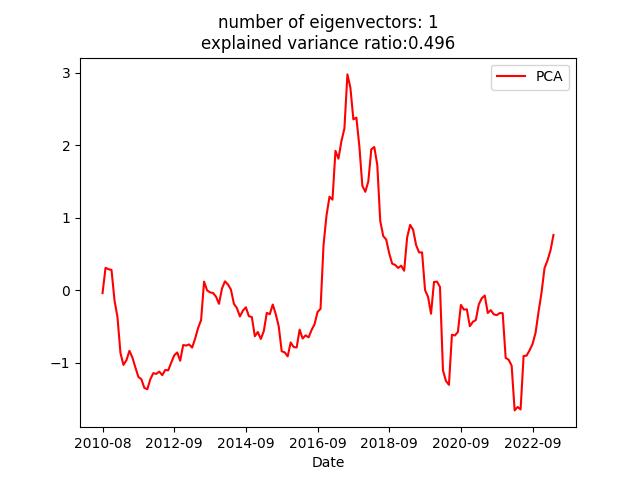 number of eigenvectors: 1
explained variance ratio:0.496
PCA
3
2
1
0
−1
2010-08 2012-09 2014-09 2016-09 2018-09 2020-09 2022-09
Date